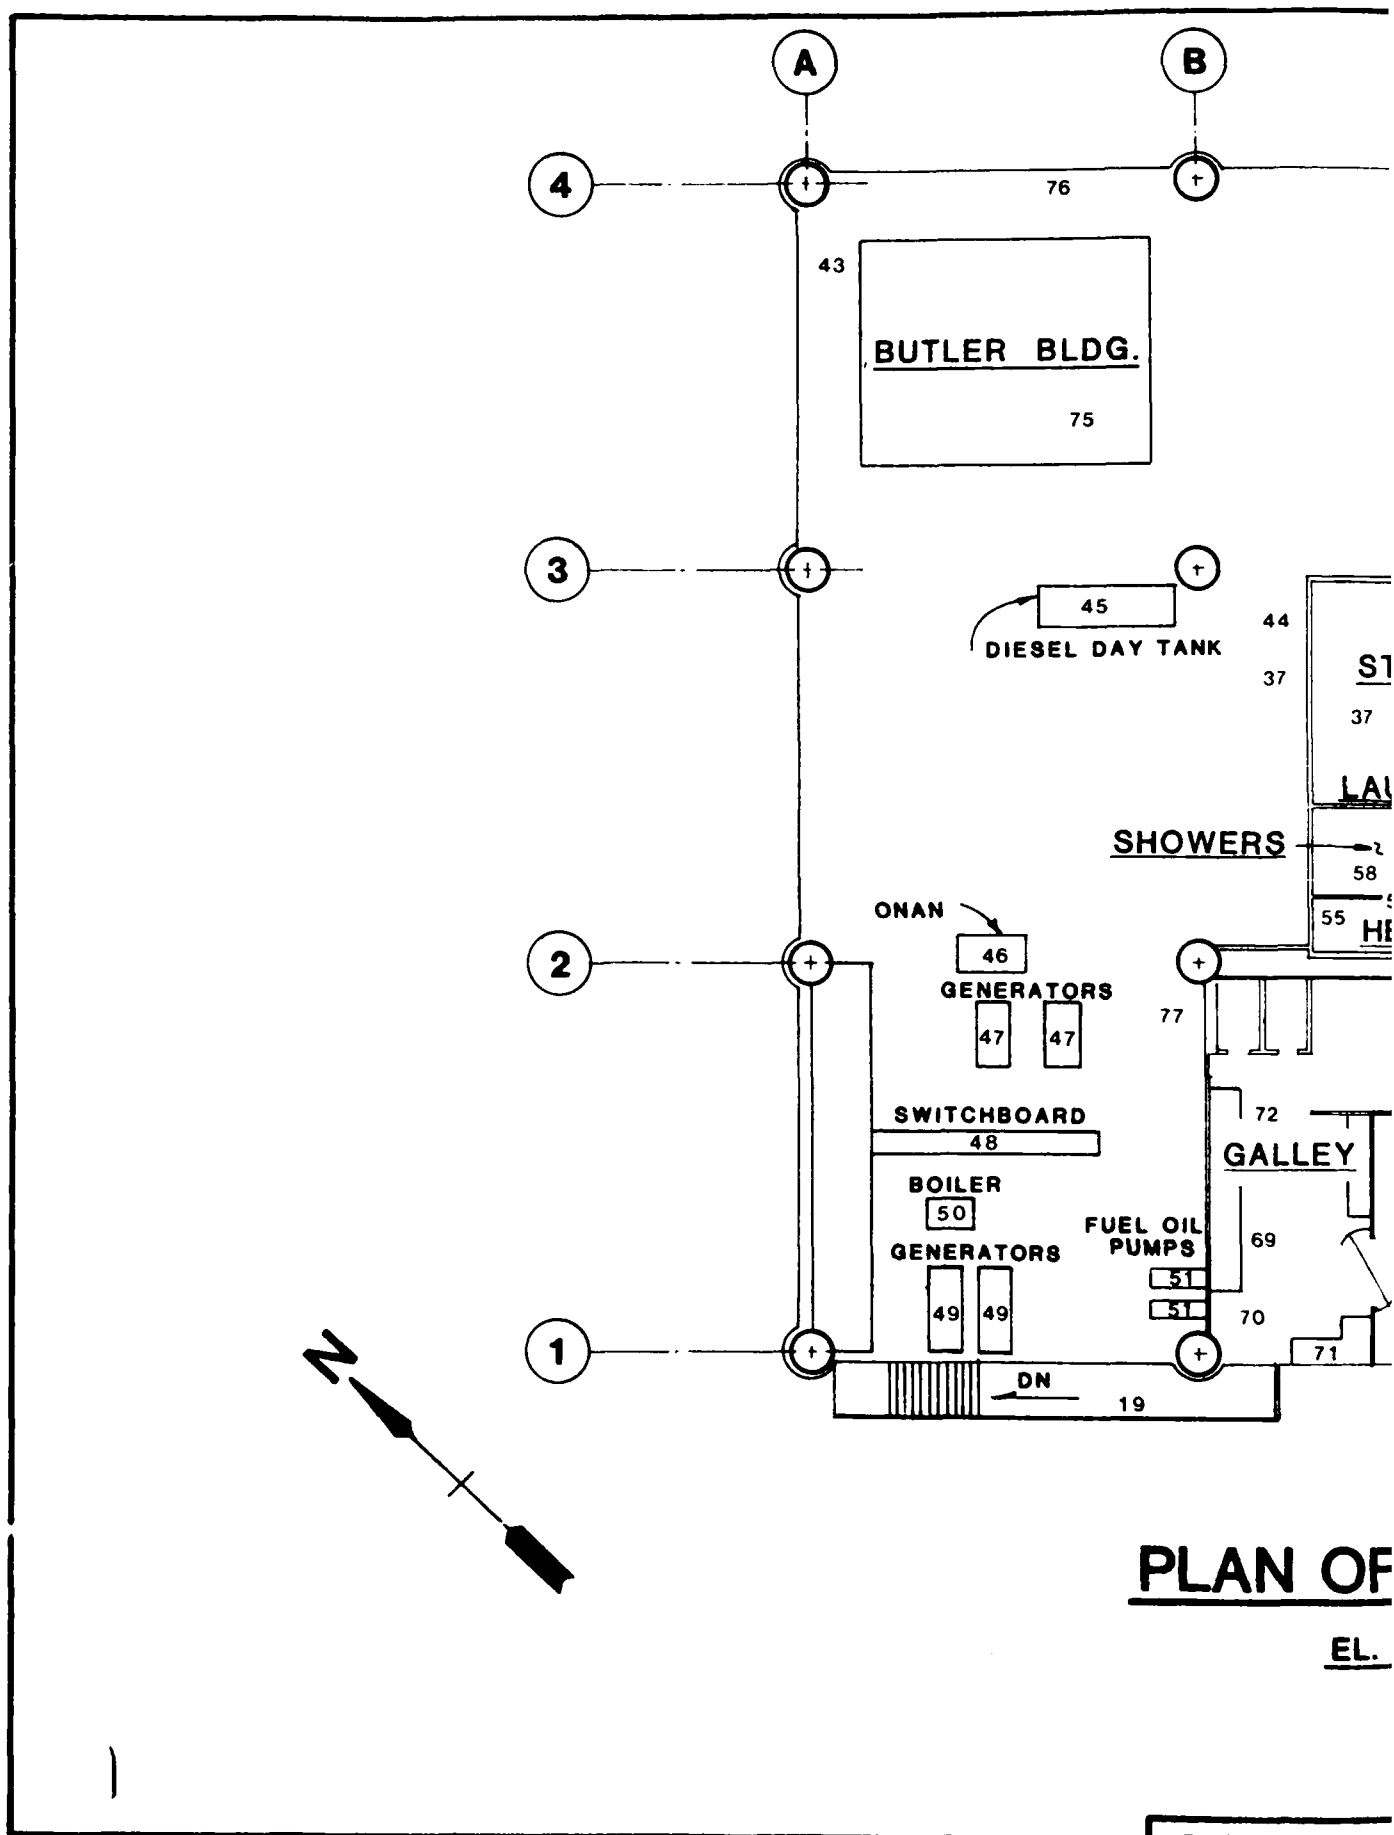 A
B
4
76
43
BUTLER BLDG.
75
3
45
44
DIESEL DAY TANK
37
37
SHOWERS
58
ONAN
55
2
46
GENERATORS
77
47
47
SWITCHBOARD
72
48
GALLEY
BOILER
50
FUEL OIL
PUMPS
69
GENERATORS
51
49
49
51
70
1
71
DN
19
N
PLAN OF
EL.